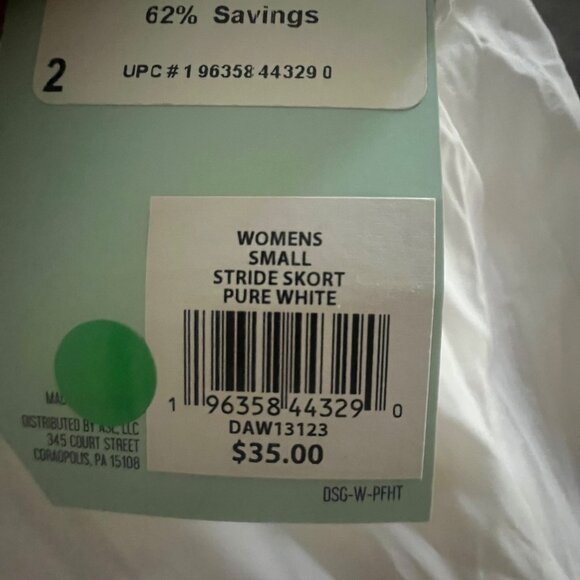 62% Savings
2
UPC # 1 96358 44329 0
WOMENS
SMALL
STRIDE SKORT
PURE WHITE
1 96358 44329 0
DAW13123
$35.00
DISTRIBUTED BY ASL, LLC
345 COURT STREET
CORAOPOLIS, PA 15108
DSG-W-PFHT